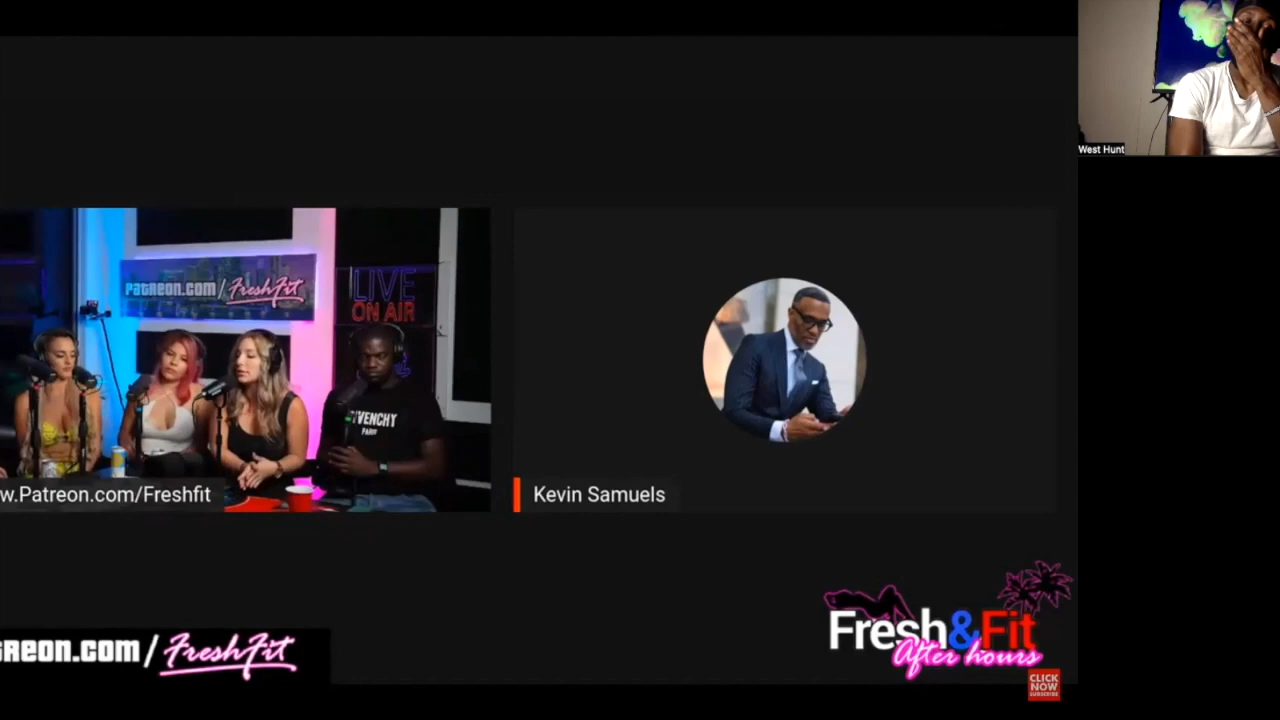 West Hunt
Patreon.com/FreshFit
LIVE
ON AIR
GIVENCHY
PARIS
w.Patreon.com/Freshfit
Kevin Samuels
REON.COM/FreshFit
Fresh&Fit
After hours
CLICK
NOW
SUBSCRIBE